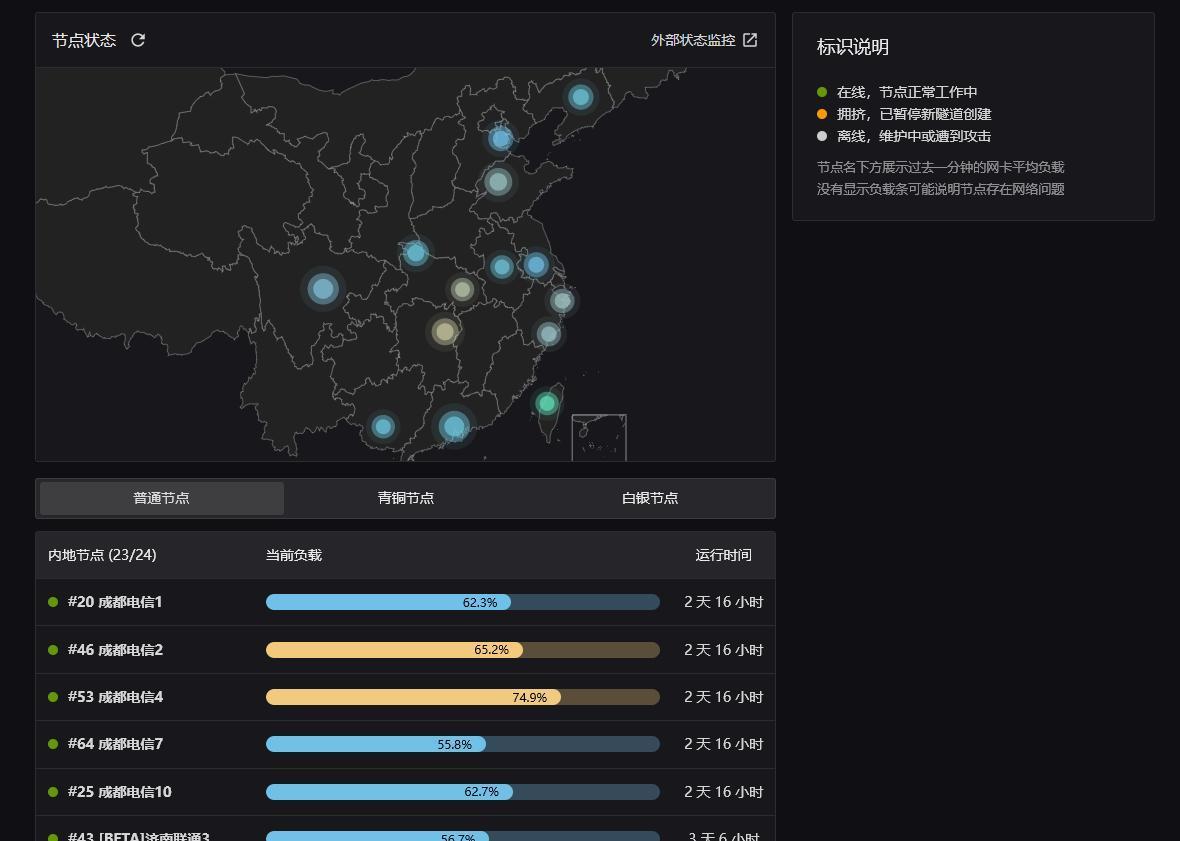 节点状态
外部状态监控
标识说明
在线，节点正常工作中
拥挤，已暂停新隧道创建
离线，维护中或遭到攻击
节点名下方展示过去一分钟的网卡平均负载
没有显示负载条可能说明节点存在网络问题
普通节点 青铜节点 白银节点
内地节点 (23/24) 当前负载 运行时间
#20 成都电信1 62.3% 2 天 16 小时
#46 成都电信2 65.2% 2 天 16 小时
#53 成都电信4 74.9% 2 天 16 小时
#64 成都电信7 55.8% 2 天 16 小时
#25 成都电信10 62.7% 2 天 16 小时
#43 [BETA]济南联通3 56.7% 3 天 6 小时